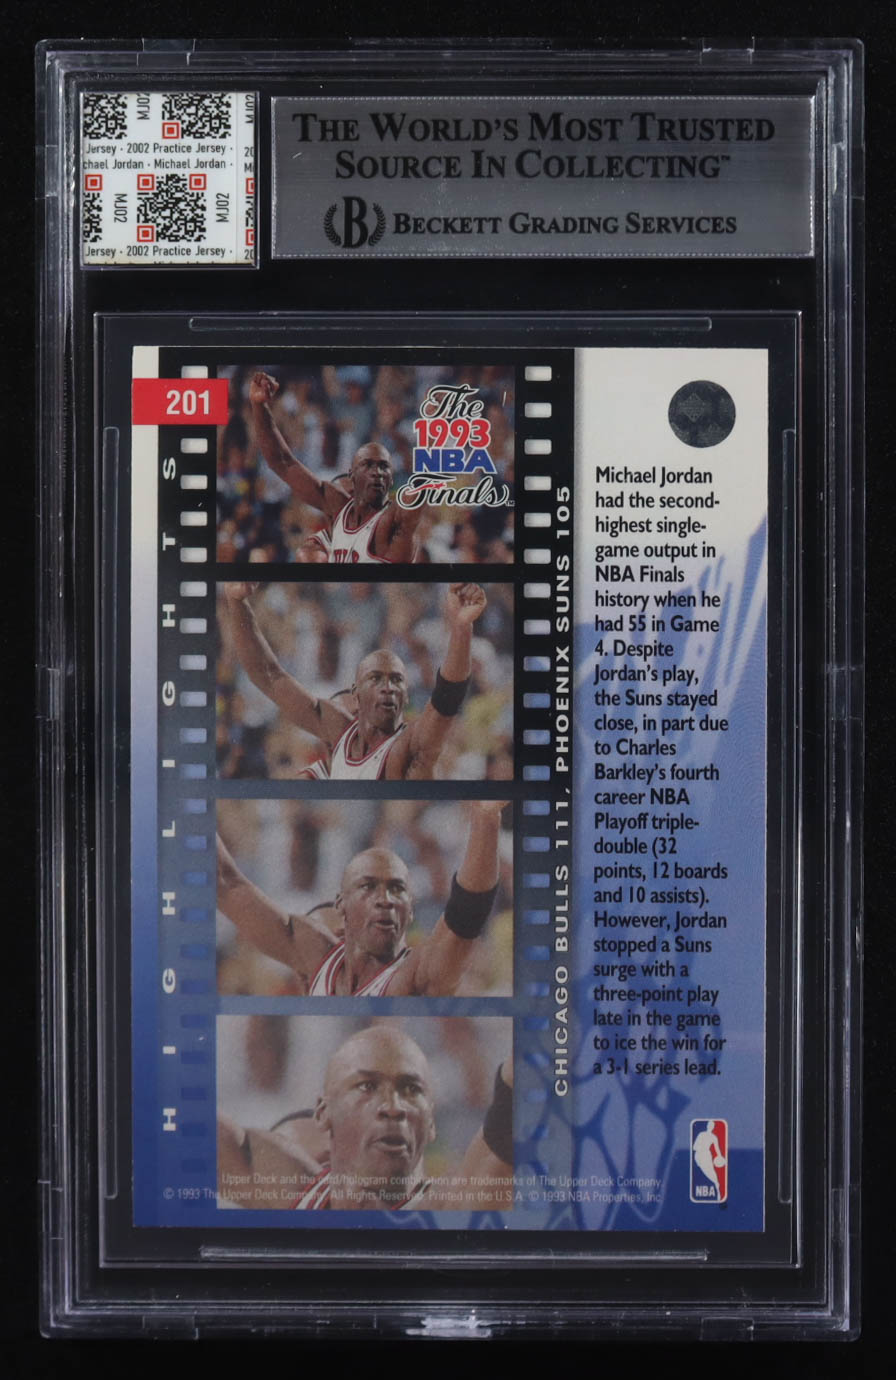 THE WORLD'S MOST TRUSTED
SOURCE IN COLLECTING™
B BECKETT GRADING SERVICES
MJ02
Jersey · 2002 Practice Jersey ·
chael Jordan · Michael Jordan ·
MJ02
MJ02
Jersey · 2002 Practice Jersey ·
201
HIGHLIGHTS
The
1993
NBA
Finals™
CHICAGO BULLS 111, PHOENIX SUNS 105
Michael Jordan
had the second-
highest single-
game output in
NBA Finals
history when he
had 55 in Game
4. Despite
Jordan's play,
the Suns stayed
close, in part due
to Charles
Barkley's fourth
career NBA
Playoff triple-
double (32
points, 12 boards
and 10 assists).
However, Jordan
stopped a Suns
surge with a
three-point play
late in the game
to ice the win for
a 3-1 series lead.
NBA
Upper Deck and the card/hologram combination are trademarks of The Upper Deck Company.
© 1993 The Upper Deck Company. All Rights Reserved. Printed in the U.S.A. © 1993 NBA Properties, Inc.